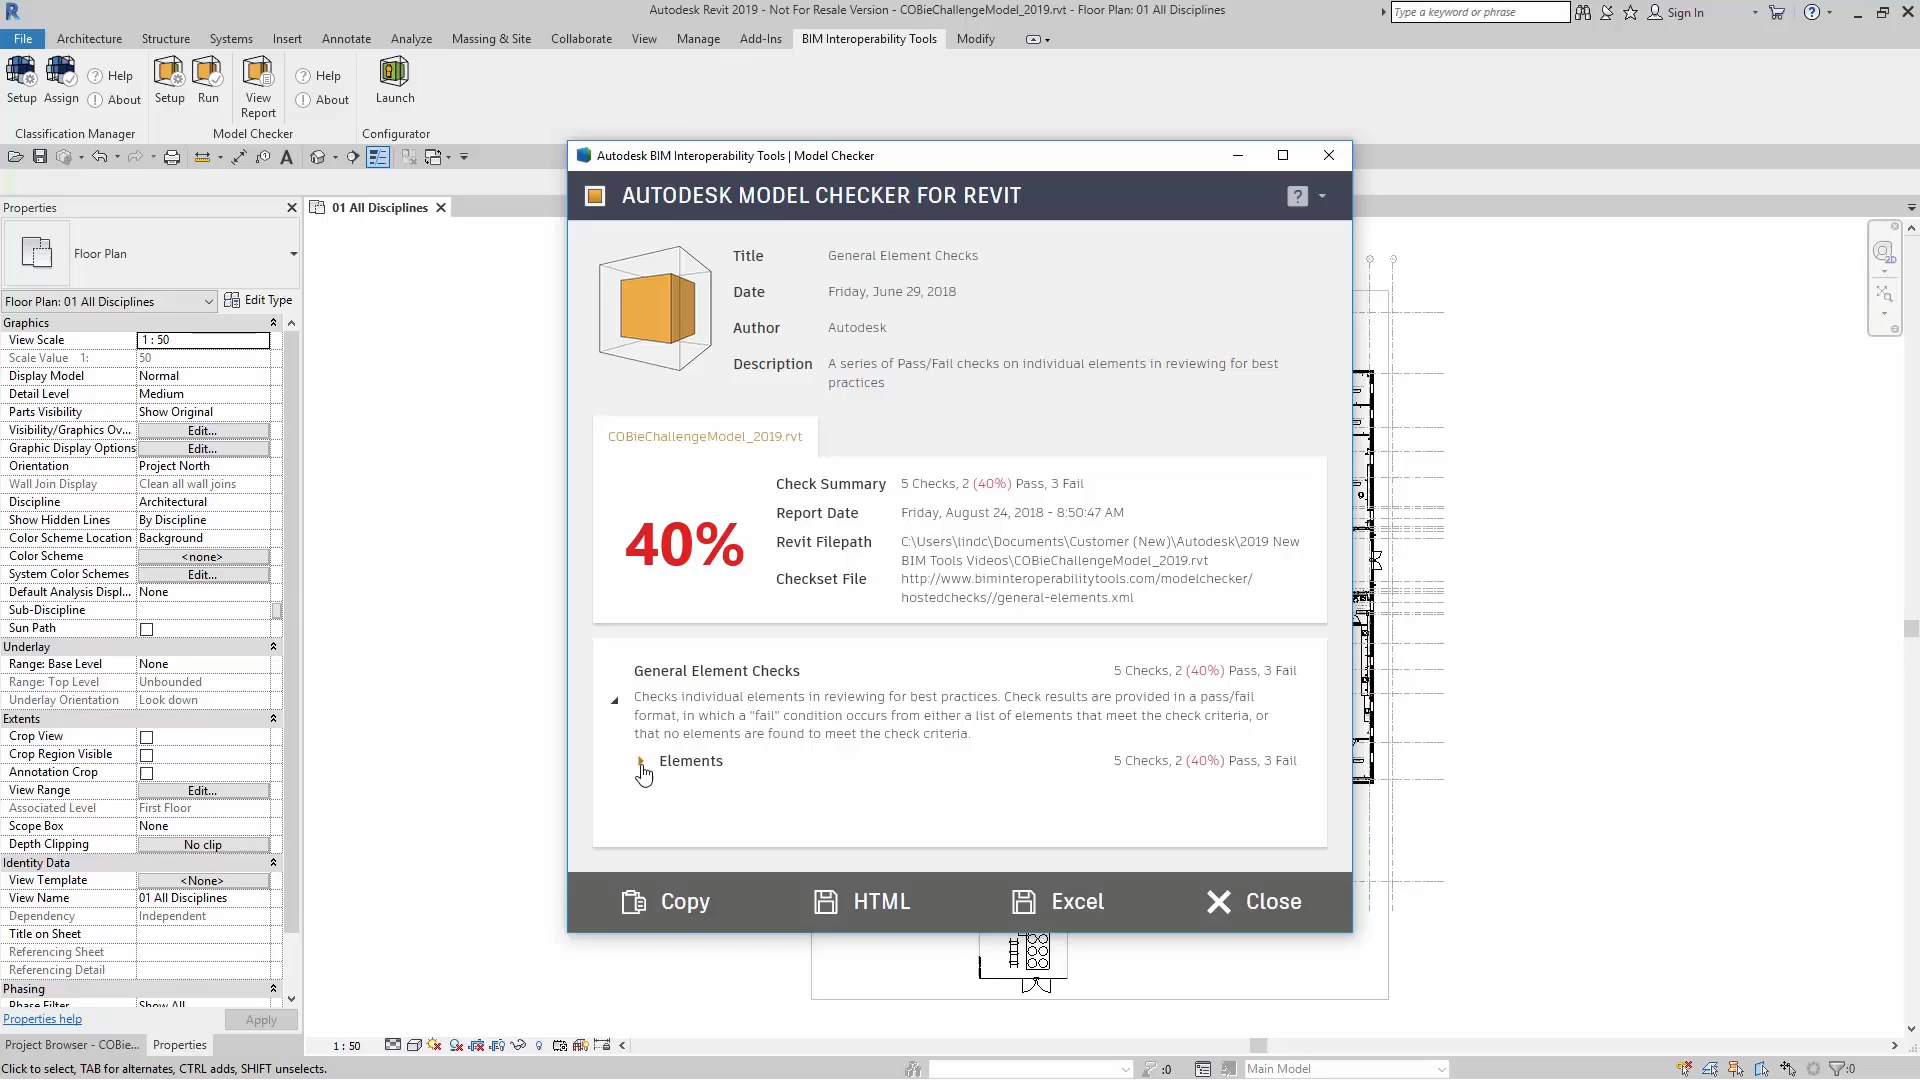 Autodesk Revit 2019 - Not For Resale Version - COBieChallengeModel_2019.rvt - Floor Plan: 01 All Disciplines
Type a keyword or phrase
Sign In
File Architecture Structure Systems Insert Annotate Analyze Massing & Site Collaborate View Manage Add-Ins BIM Interoperability Tools Modify
Setup Assign Help About
Setup Run View Report Help About
Launch
Classification Manager Model Checker Configurator
Properties
01 All Disciplines
Floor Plan
Floor Plan: 01 All Disciplines Edit Type
Graphics
View Scale 1 : 50
Scale Value 1: 50
Display Model Normal
Detail Level Medium
Parts Visibility Show Original
Visibility/Graphics Ov... Edit...
Graphic Display Options Edit...
Orientation Project North
Wall Join Display Clean all wall joins
Discipline Architectural
Show Hidden Lines By Discipline
Color Scheme Location Background
Color Scheme <none>
System Color Schemes Edit...
Default Analysis Displ... None
Sub-Discipline
Sun Path
Underlay
Range: Base Level None
Range: Top Level Unbounded
Underlay Orientation Look down
Extents
Crop View
Crop Region Visible
Annotation Crop
View Range Edit...
Associated Level First Floor
Scope Box None
Depth Clipping No clip
Identity Data
View Template <None>
View Name 01 All Disciplines
Dependency Independent
Title on Sheet
Referencing Sheet
Referencing Detail
Phasing
Phase Filter Show All
Properties help Apply
Project Browser - COBie... Properties
Autodesk BIM Interoperability Tools | Model Checker
AUTODESK MODEL CHECKER FOR REVIT
Title General Element Checks
Date Friday, June 29, 2018
Author Autodesk
Description A series of Pass/Fail checks on individual elements in reviewing for best
practices
COBieChallengeModel_2019.rvt
40%
Check Summary 5 Checks, 2 (40%) Pass, 3 Fail
Report Date Friday, August 24, 2018 - 8:50:47 AM
Revit Filepath C:\Users\lindc\Documents\Customer (New)\Autodesk\2019 New
BIM Tools Videos\COBieChallengeModel_2019.rvt
Checkset File http://www.biminteroperabilitytools.com/modelchecker/
hostedchecks//general-elements.xml
General Element Checks 5 Checks, 2 (40%) Pass, 3 Fail
Checks individual elements in reviewing for best practices. Check results are provided in a pass/fail
format, in which a "fail" condition occurs from either a list of elements that meet the check criteria, or
that no elements are found to meet the check criteria.
Elements 5 Checks, 2 (40%) Pass, 3 Fail
Copy HTML Excel Close
2D
1 : 50
Click to select, TAB for alternates, CTRL adds, SHIFT unselects.
:0
Main Model
:0